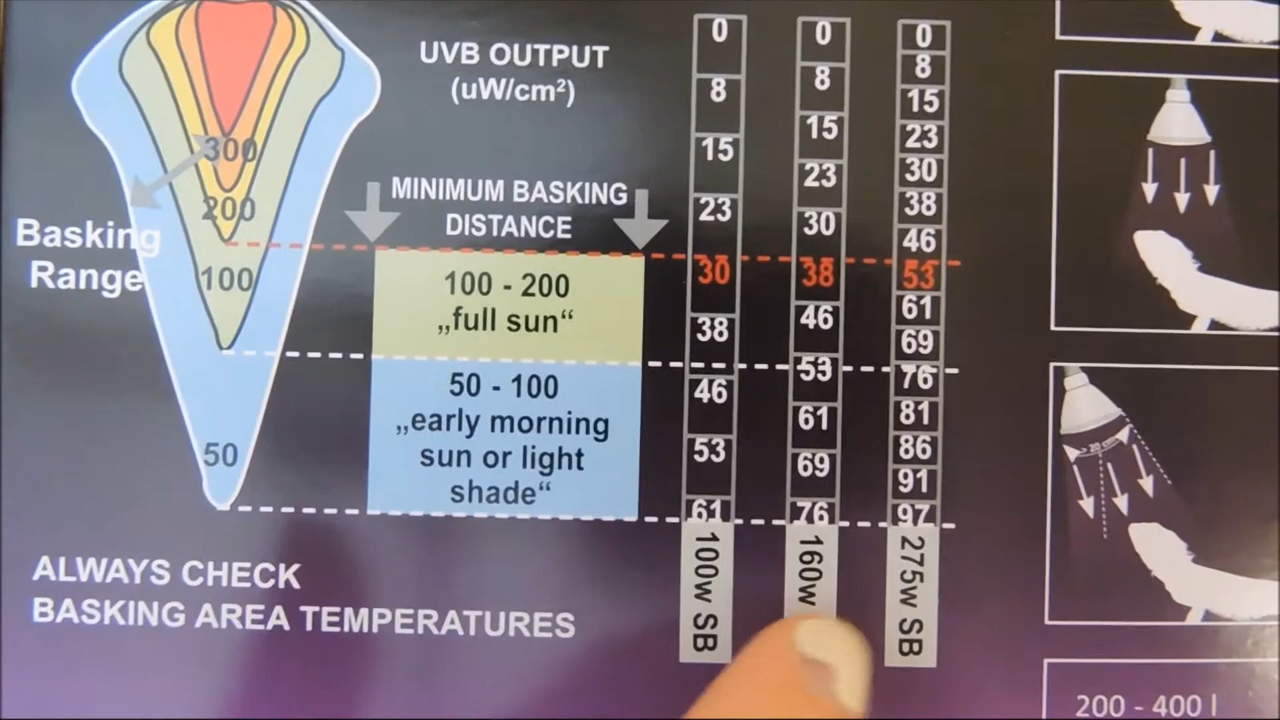 UVB OUTPUT
(uW/cm²)
300
200
100
50
Basking
Range
MINIMUM BASKING
DISTANCE
100 - 200
„full sun“
50 - 100
„early morning
sun or light
shade“
0
8
15
23
30
38
46
53
61
100w SB
0
8
15
23
30
38
46
53
61
69
76
160w
0
8
15
23
30
38
46
53
61
69
76
81
86
91
97
275w SB
ALWAYS CHECK
BASKING AREA TEMPERATURES
> 20 cm
200 - 400 l